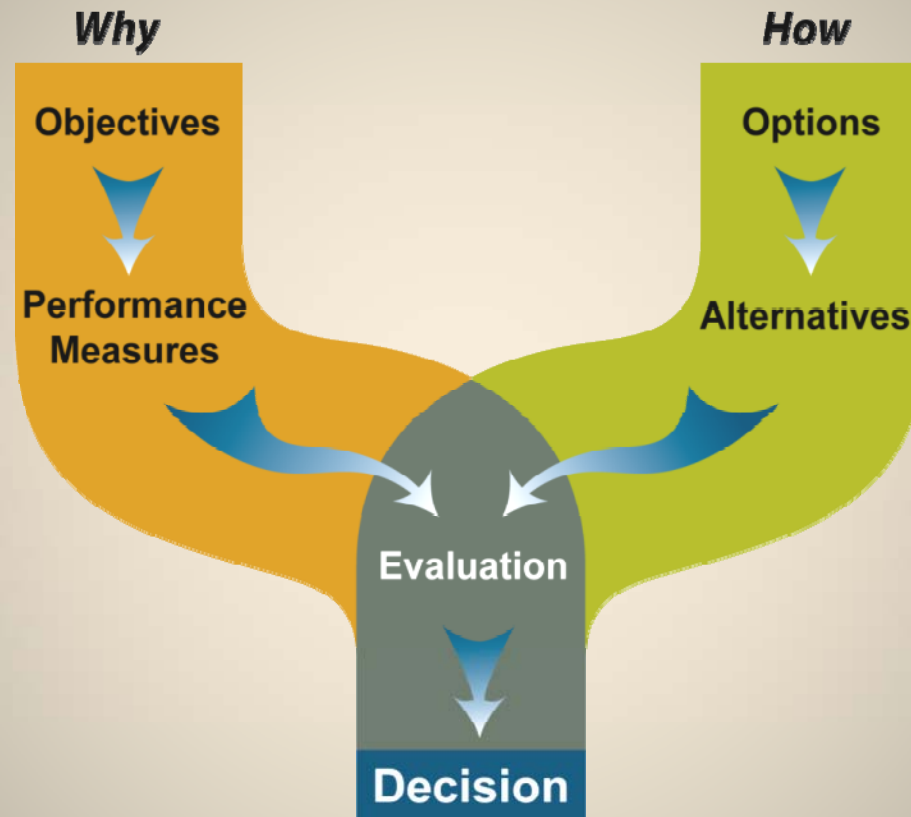 Why
How
Objectives
Options
Performance
Measures
Alternatives
Evaluation
Decision